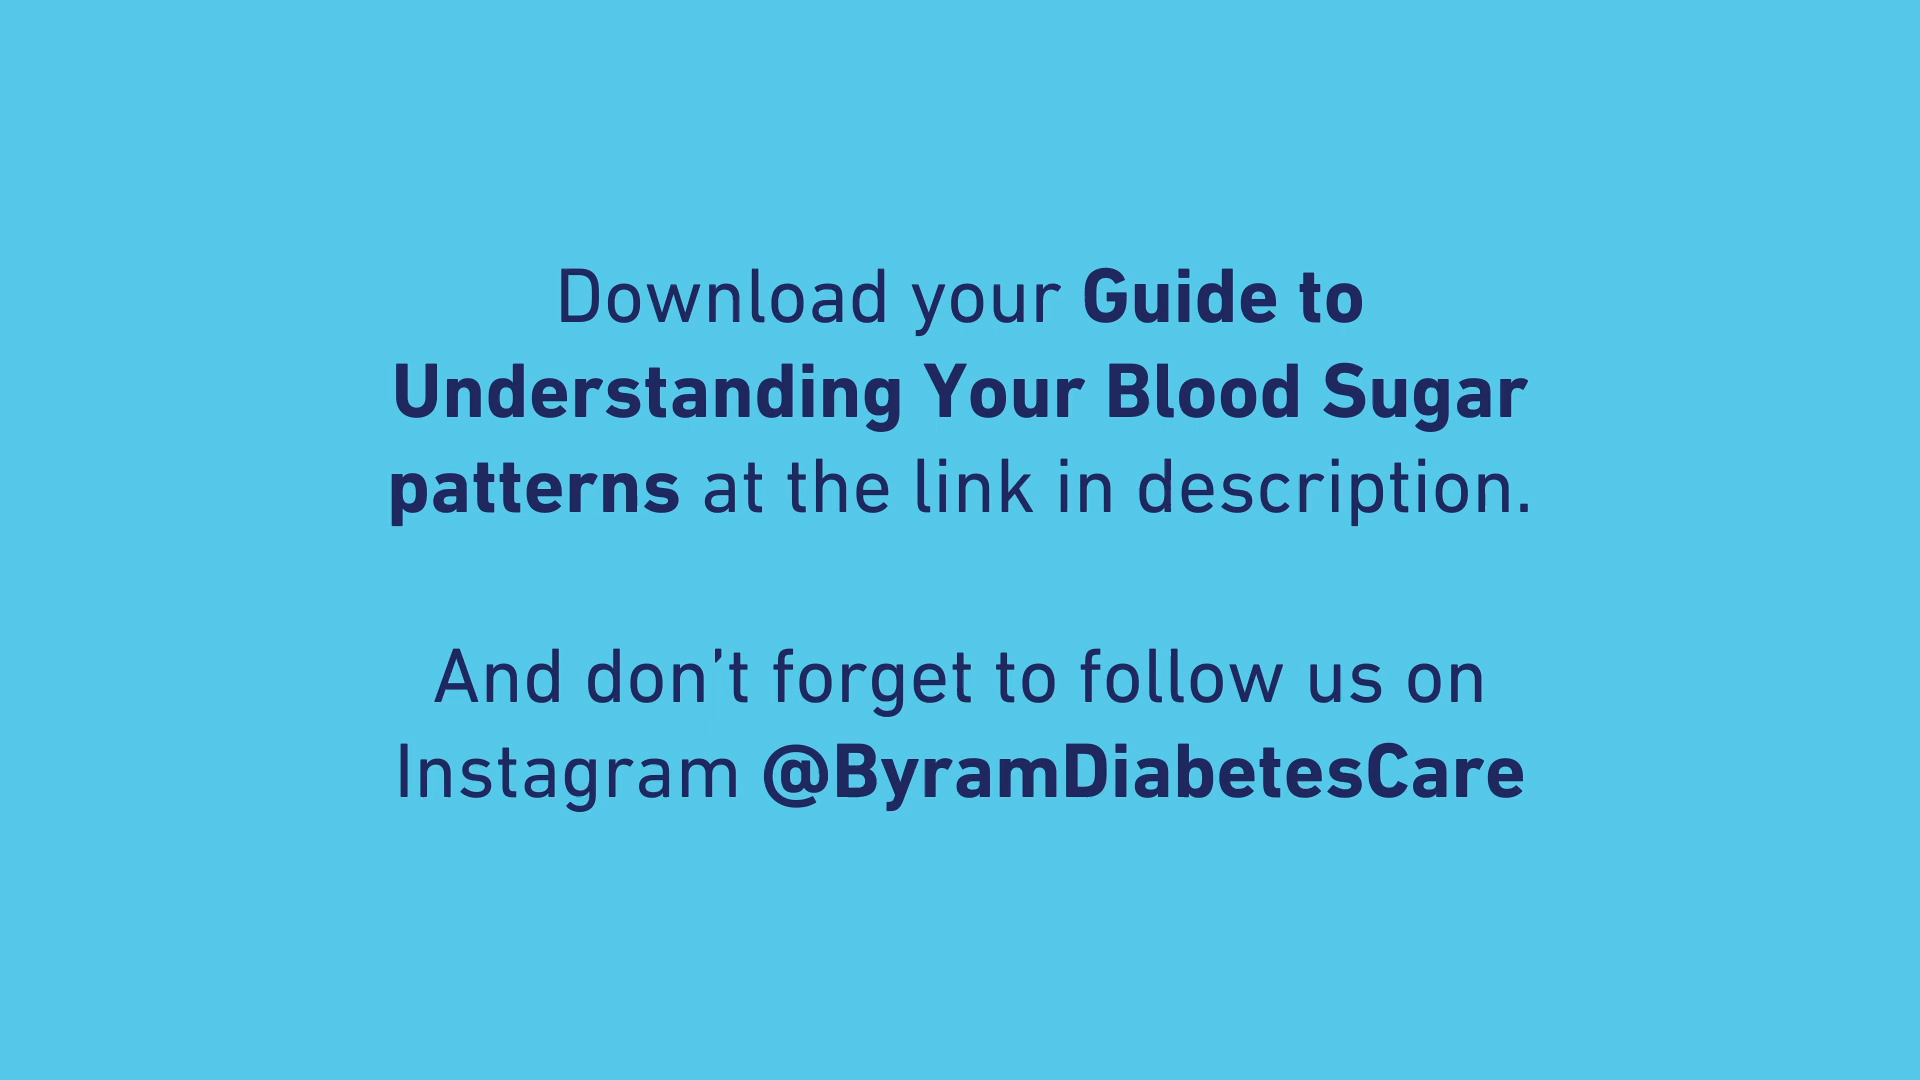 Download your Guide to
Understanding Your Blood Sugar
patterns at the link in description.
And don’t forget to follow us on
Instagram @ByramDiabetesCare